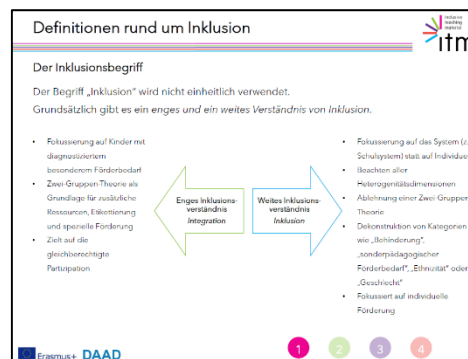 Definitionen rund um Inklusion
inclusive
teaching
material
itm
Der Inklusionsbegriff
Der Begriff „Inklusion" wird nicht einheitlich verwendet.
Grundsätzlich gibt es ein enges und ein weites Verständnis von Inklusion.
• Fokussierung auf Kinder mit
diagnostiziertem
besonderem Förderbedarf
• Zwei-Gruppen-Theorie als
Grundlage für zusätzliche
Ressourcen, Etikettierung
und spezielle Förderung
• Zielt auf die
gleichberechtigte
Partizipation
Enges Inklusions-
verständnis
Integration
Weites Inklusions-
verständnis
Inklusion
• Fokussierung auf das System (z.
Schulsystem) statt auf Individue
• Beachten aller
Heterogenitätsdimensionen
• Ablehnung einer Zwei-Gruppen
Theorie
• Dekonstruktion von Kategorien
wie „Behinderung",
„sonderpädagogischer
Förderbedarf", „Ethnizität" oder
„Geschlecht"
• Fokussiert auf individuelle
Förderung
Erasmus+ DAAD
1 2 3 4